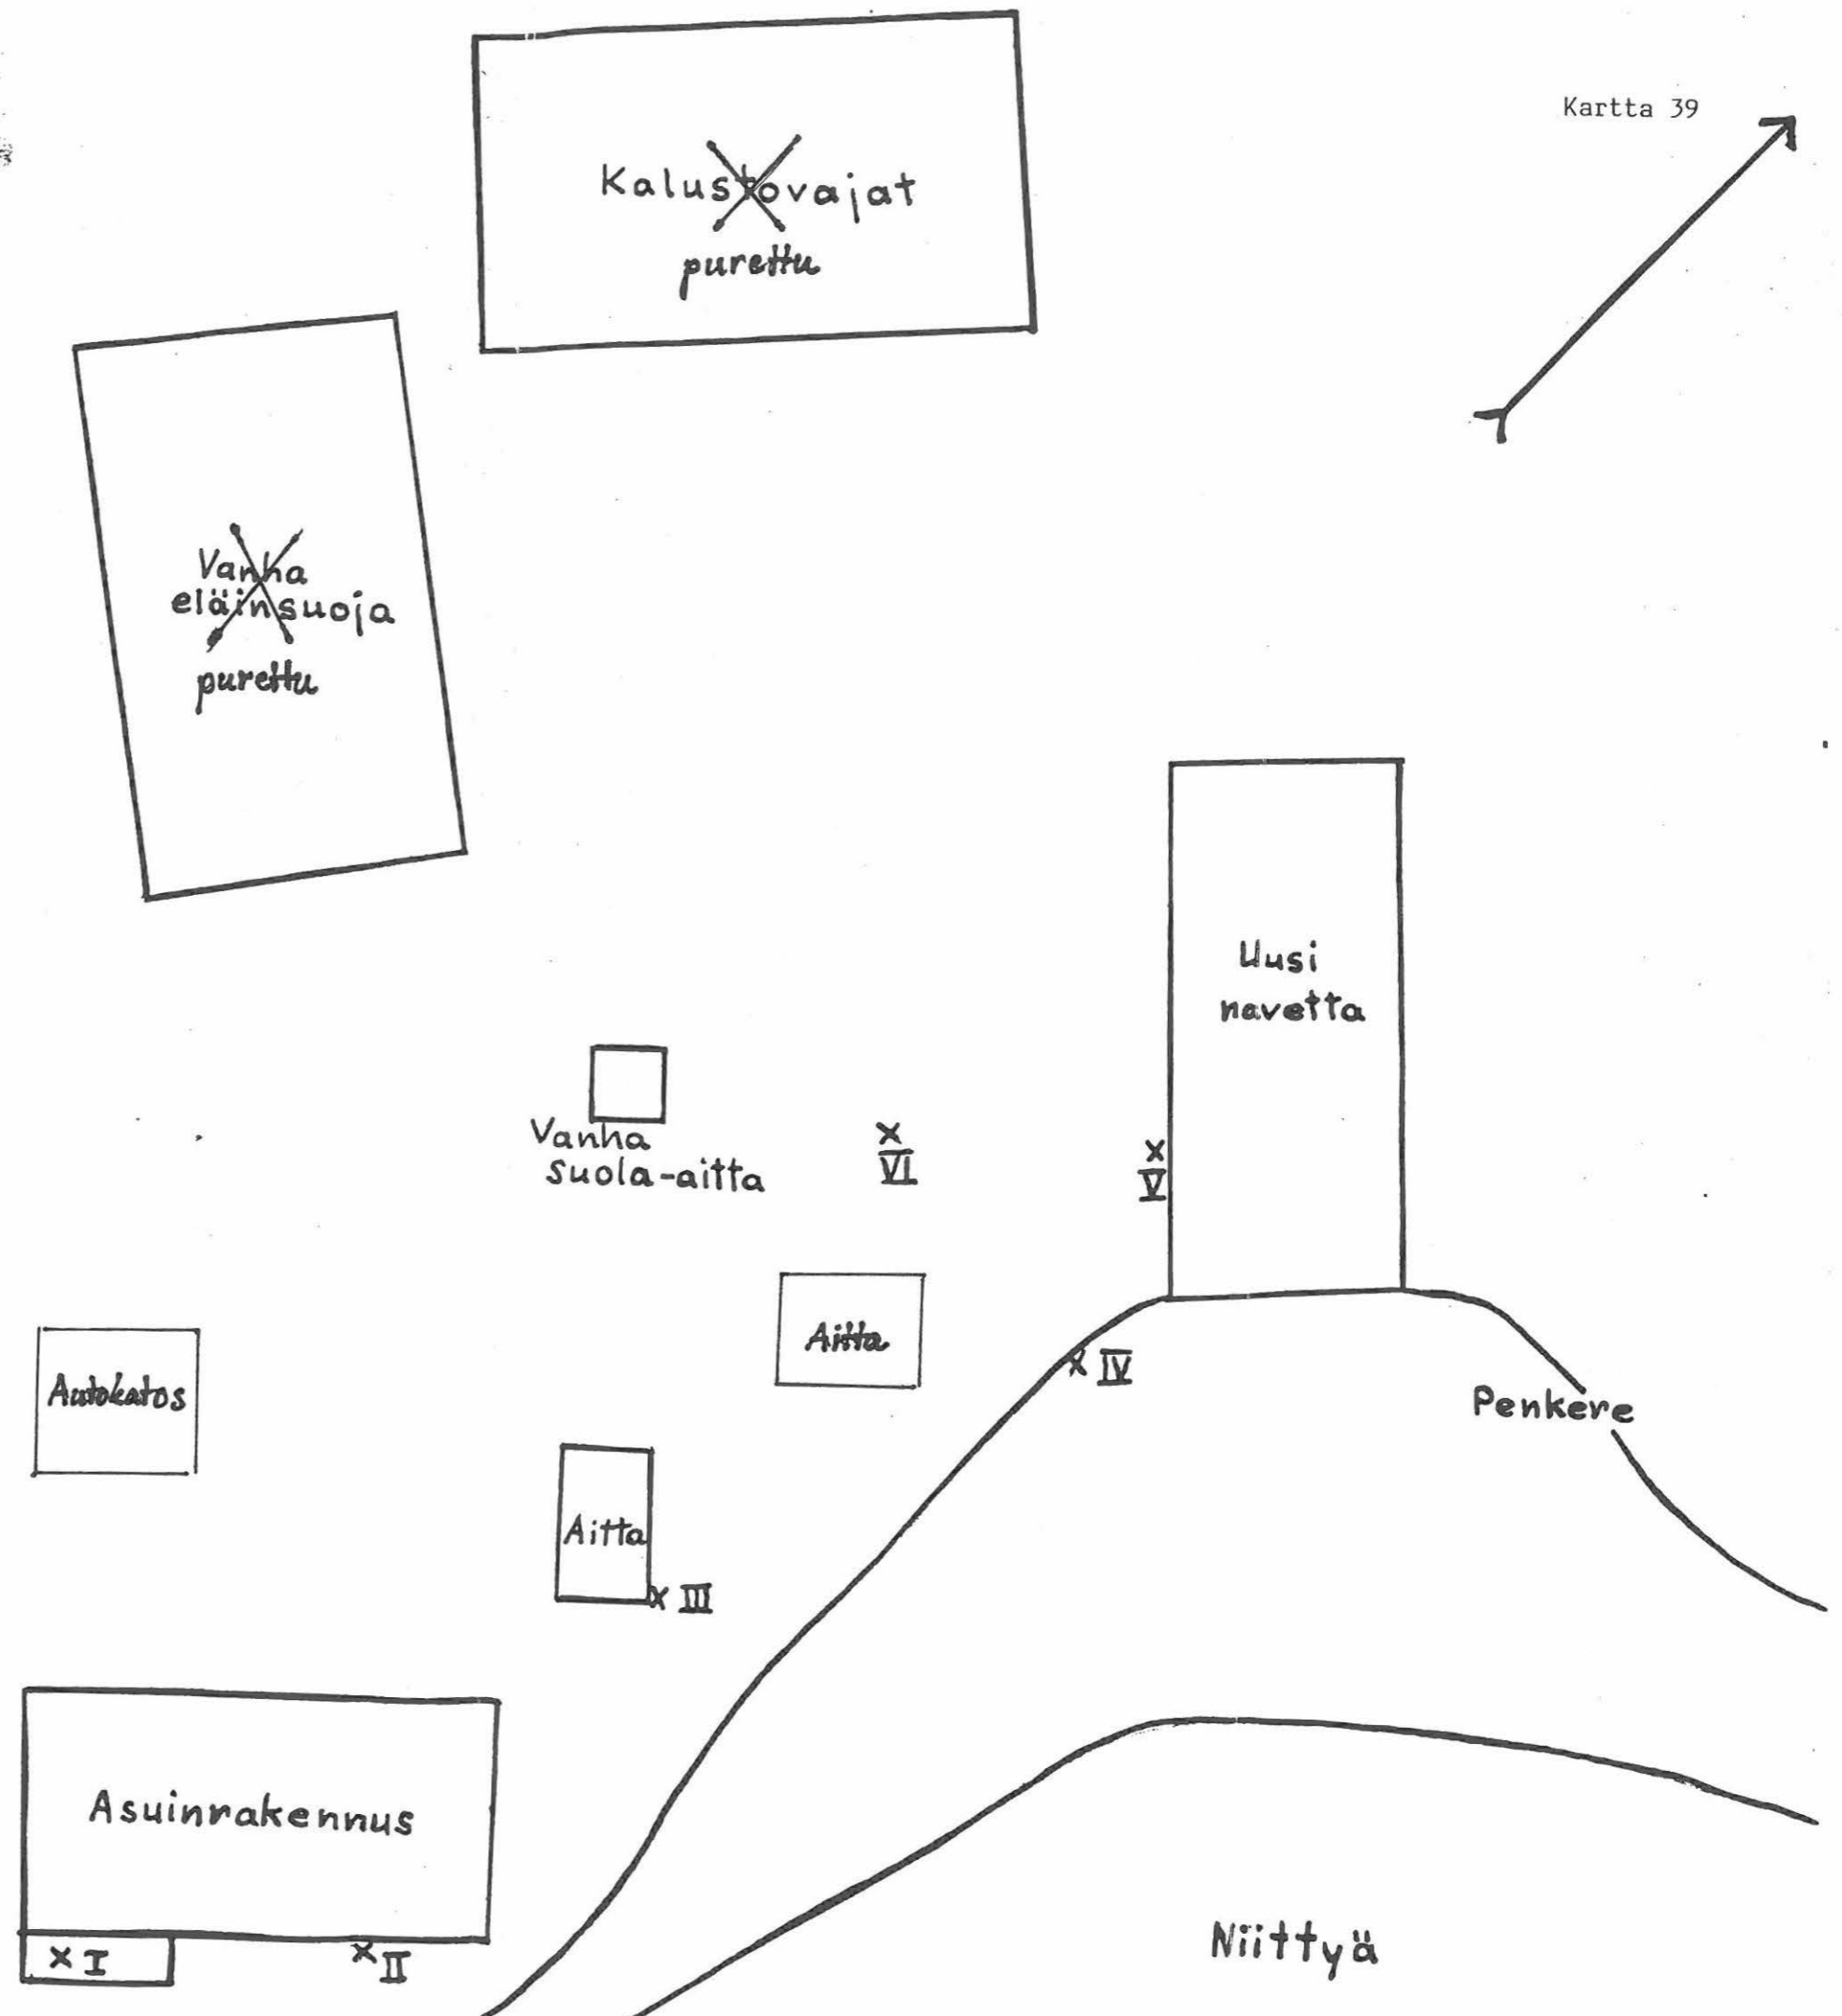 Kartta 39
Kalustovajat
purettu
Vanha
eläinsuoja
purettu
Uusi
navetta
Vanha
suola-aitta
x
VI
x
V
Aitta
x IV
Autokatos
Penkere
Aitta
x III
Asuinrakennus
x I
x II
Niittyä